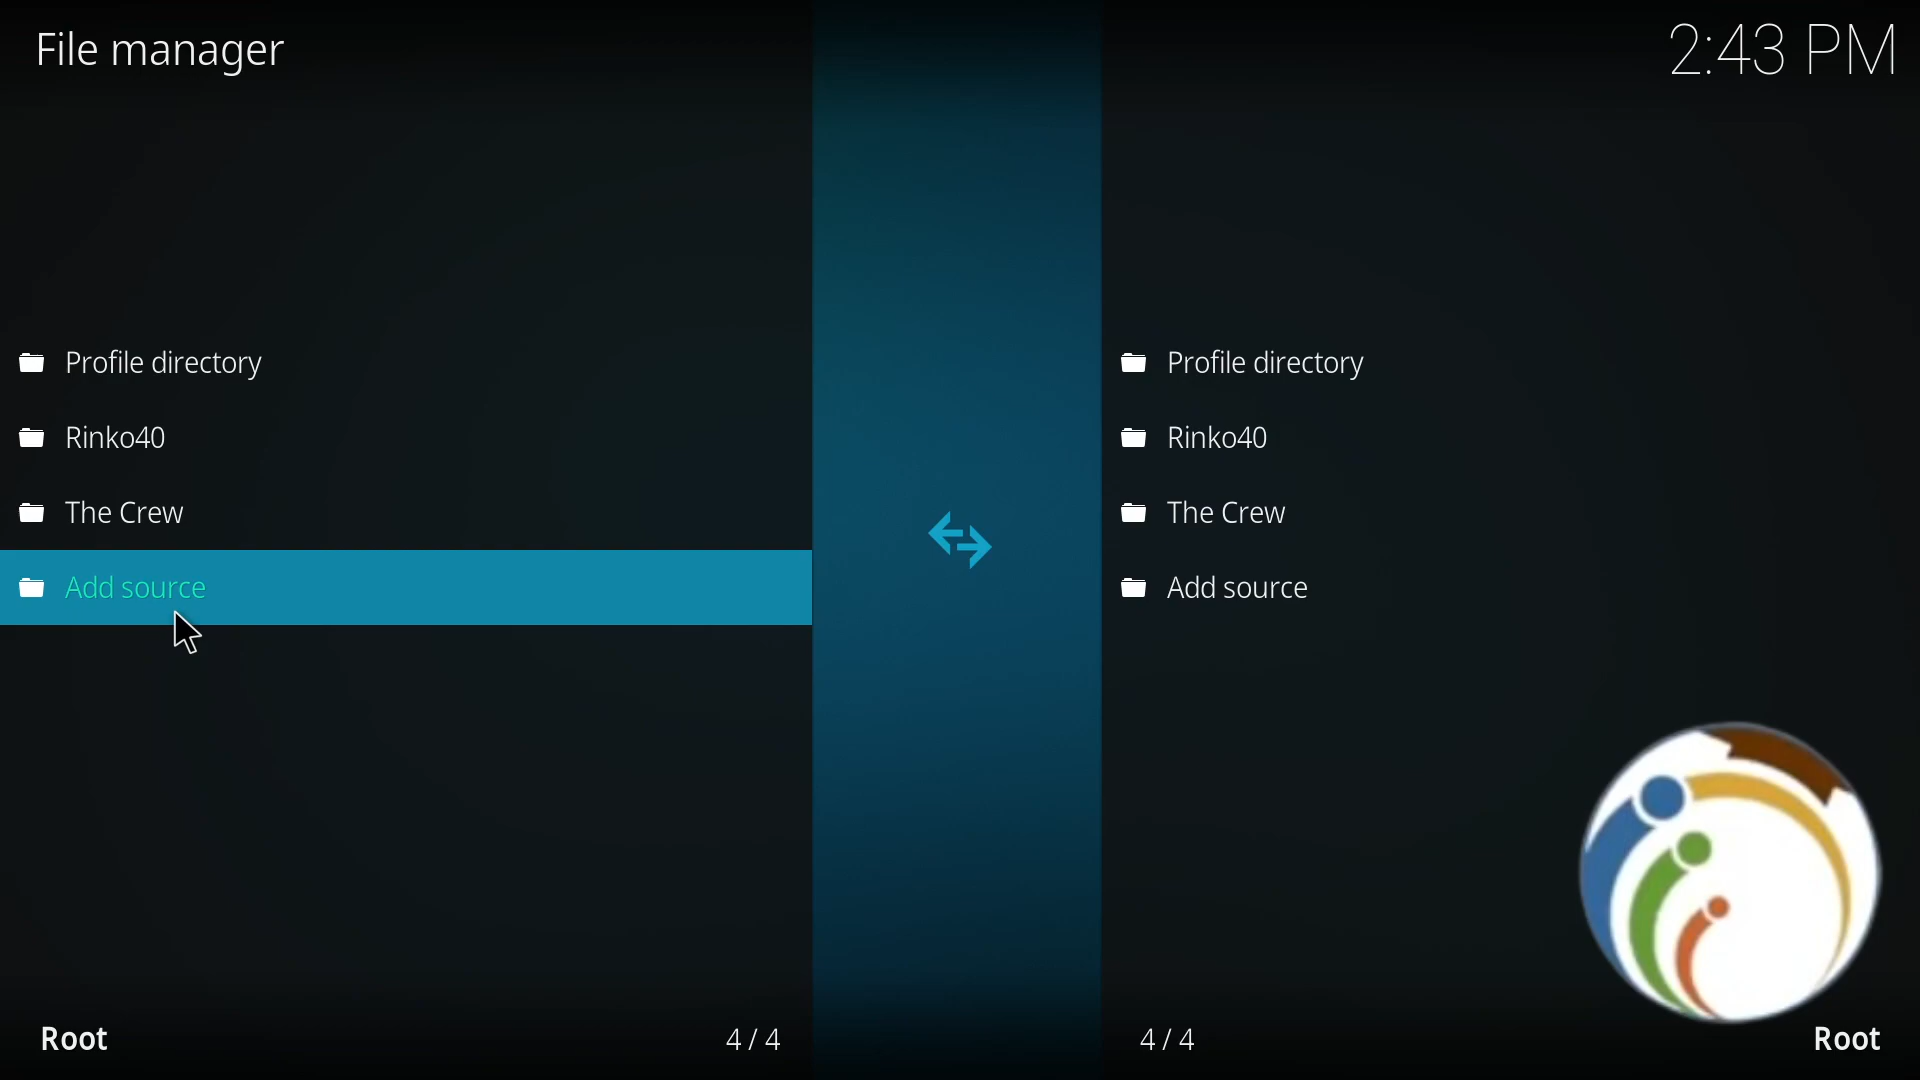 File manager
2:43 PM
Profile directory
Rinko40
The Crew
Add source
Profile directory
Rinko40
The Crew
Add source
Root
4 / 4
4 / 4
Root